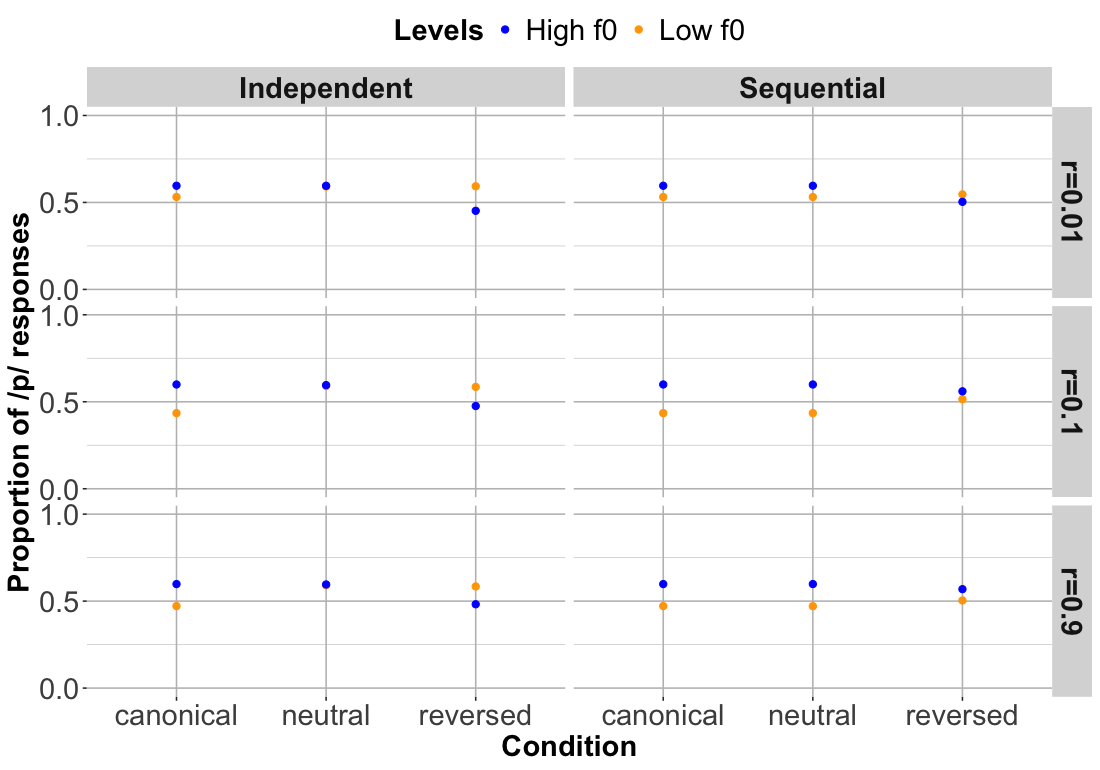 Levels High f0 Low f0
Independent Sequential
1.0
0.5
0.0
r=0.01
1.0
0.5
0.0
r=0.1
1.0
0.5
0.0
r=0.9
Proportion of /p/ responses
canonical neutral reversed canonical neutral reversed
Condition